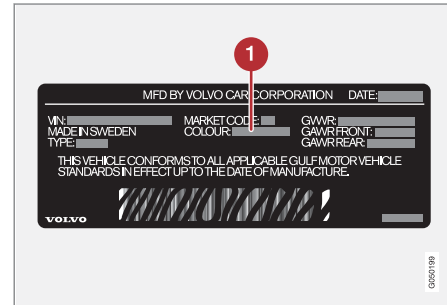 1
MFD BY VOLVO CAR CORPORATION DATE:
VIN: MARKET CODE: GVWR:
MADE IN SWEDEN COLOUR: GAWR FRONT:
TYPE: GAWR REAR:
THIS VEHICLE CONFORMS TO ALL APPLICABLE GULF MOTOR VEHICLE
STANDARDS IN EFFECT UP TO THE DATE OF MANUFACTURE.
VOLVO
G050199